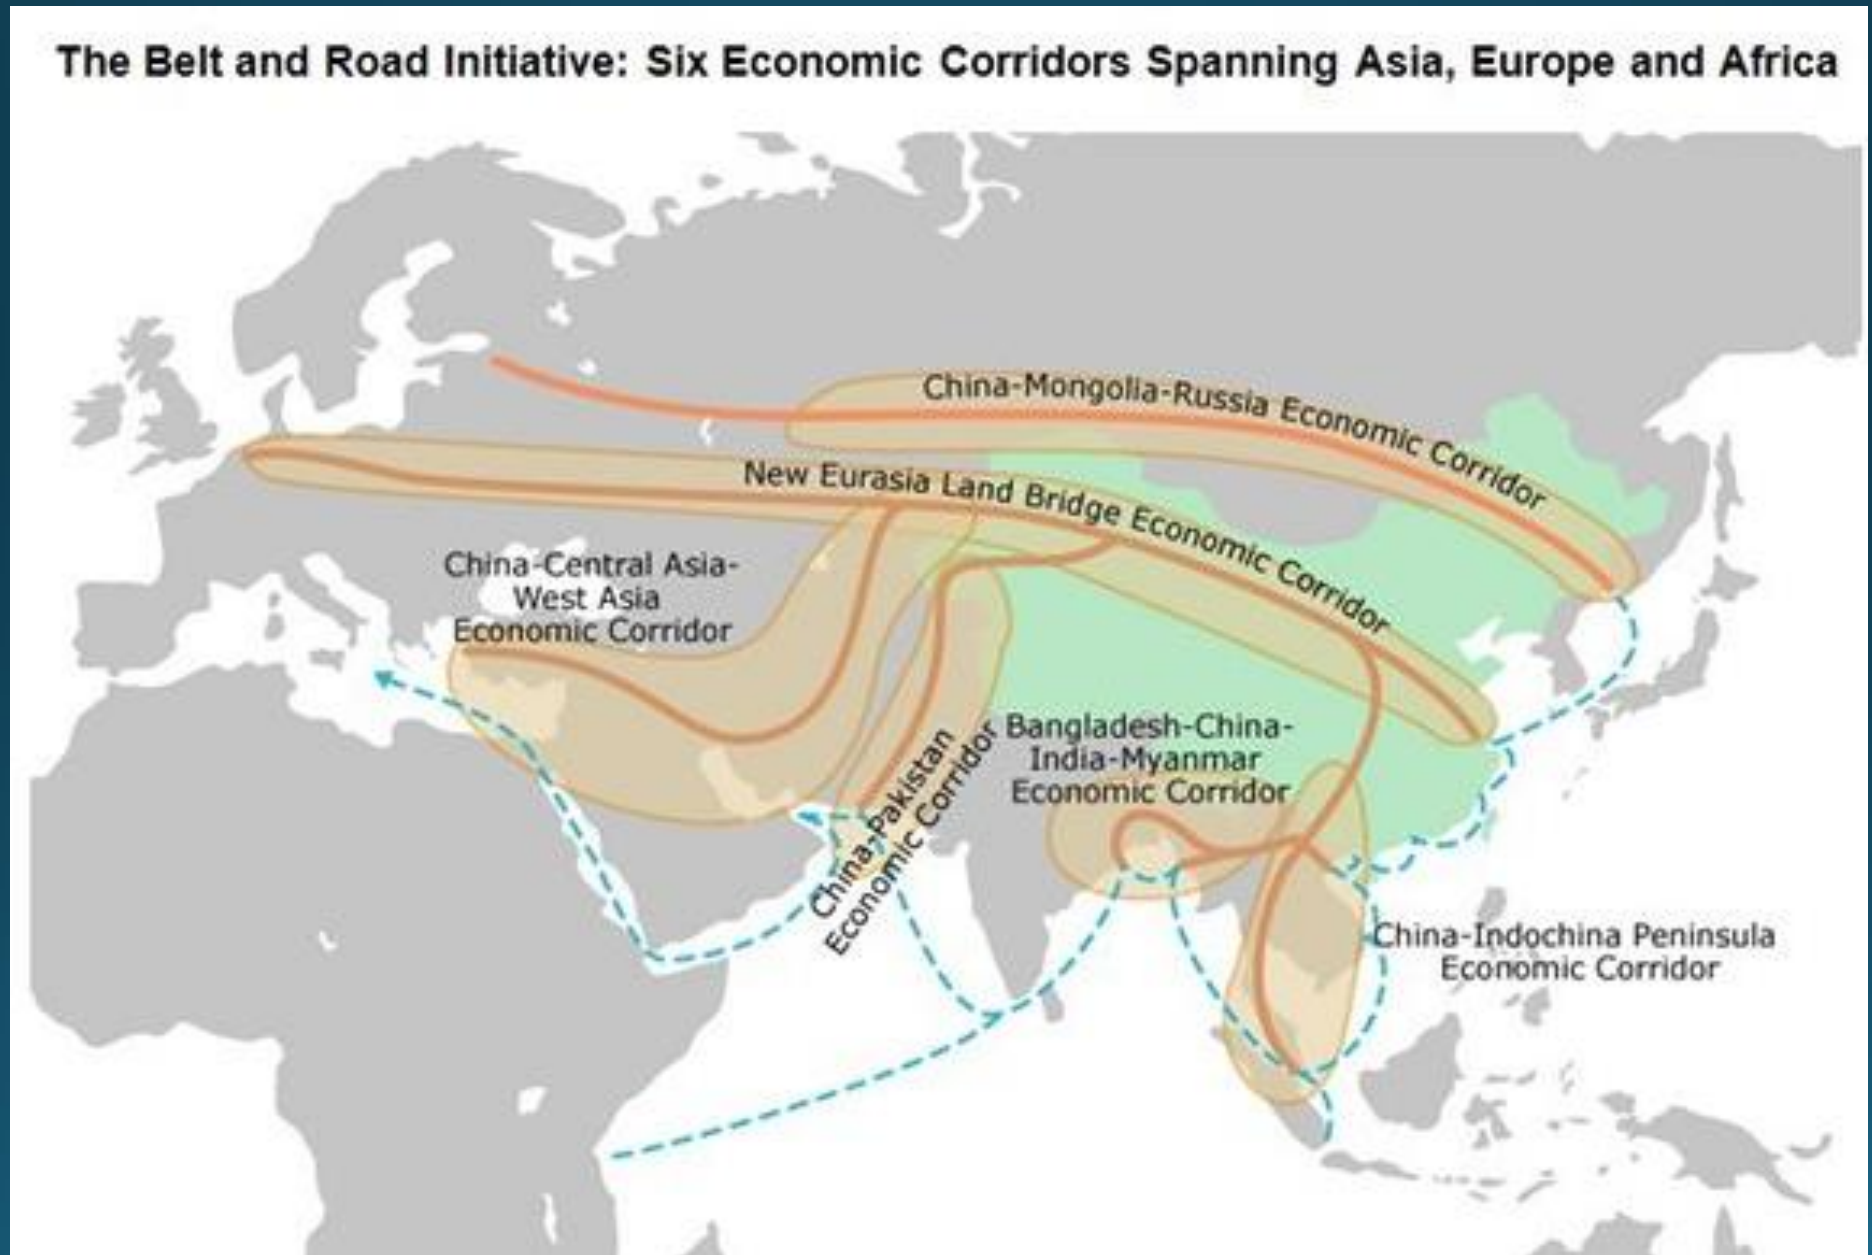 The Belt and Road Initiative: Six Economic Corridors Spanning Asia, Europe and Africa
China-Mongolia-Russia Economic Corridor
New Eurasia Land Bridge Economic Corridor
China-Central Asia-
West Asia
Economic Corridor
China-Pakistan
Economic Corridor
Bangladesh-China-
India-Myanmar
Economic Corridor
China-Indochina Peninsula
Economic Corridor